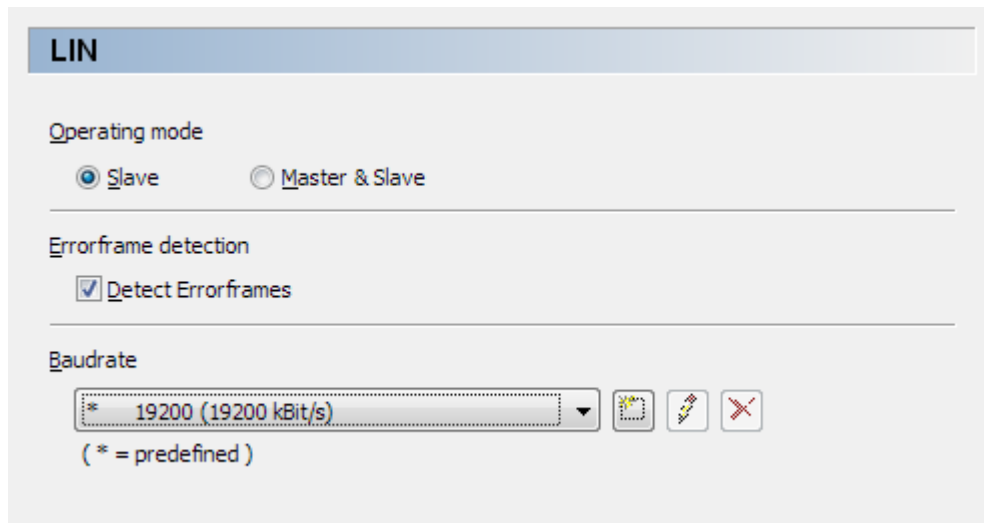 LIN
Operating mode
Slave
Master & Slave
Errorframe detection
Detect Errorframes
Baudrate
* 19200 (19200 kBit/s)
( * = predefined )